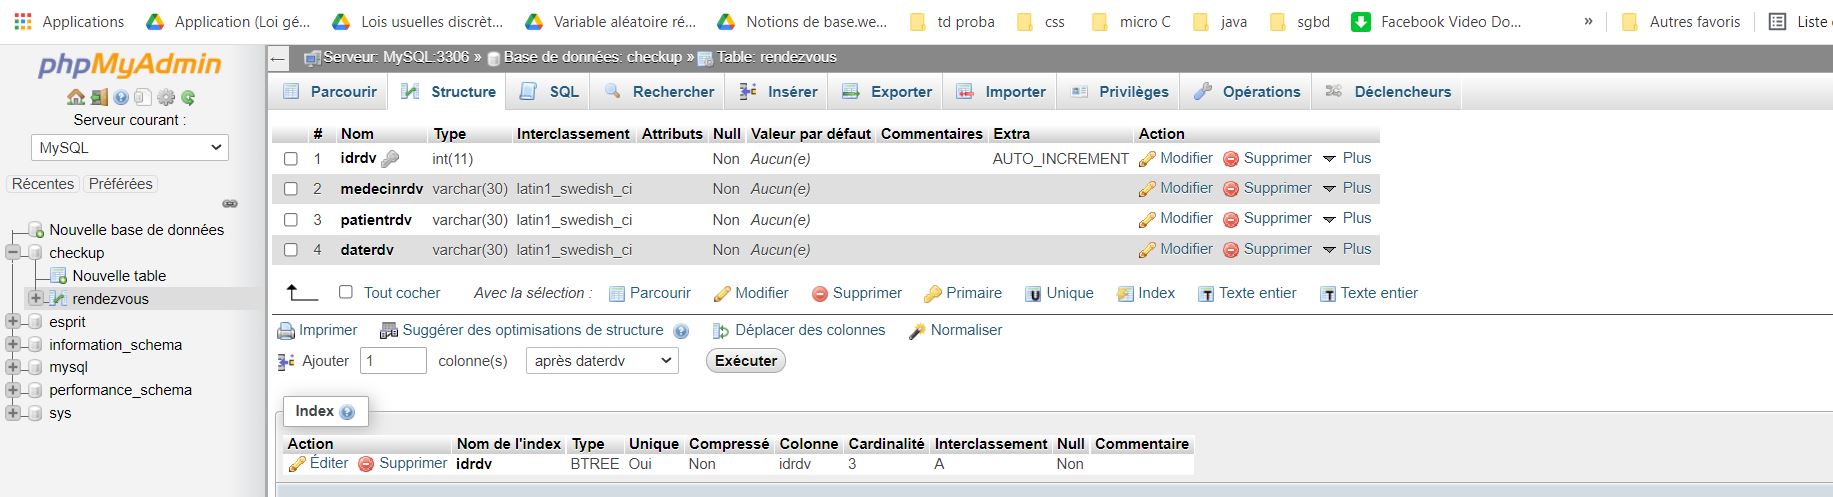 Applications Application (Loi gé... Lois usuelles discrèt... Variable aléatoire ré... Notions de base.we... td proba css micro C java sgbd Facebook Video Do... » Autres favoris Liste
phpMyAdmin
Serveur courant :
MySQL
Récentes Préférées
Nouvelle base de données
checkup
Nouvelle table
rendezvous
esprit
information_schema
mysql
performance_schema
sys
Serveur: MySQL:3306 » Base de données: checkup » Table: rendezvous
Parcourir Structure SQL Rechercher Insérer Exporter Importer Privilèges Opérations Déclencheurs
# Nom Type Interclassement Attributs Null Valeur par défaut Commentaires Extra Action
1 idrdv int(11) Non Aucun(e) AUTO_INCREMENT Modifier Supprimer Plus
2 medecinrdv varchar(30) latin1_swedish_ci Non Aucun(e) Modifier Supprimer Plus
3 patientrdv varchar(30) latin1_swedish_ci Non Aucun(e) Modifier Supprimer Plus
4 daterdv varchar(30) latin1_swedish_ci Non Aucun(e) Modifier Supprimer Plus
Tout cocher Avec la sélection : Parcourir Modifier Supprimer Primaire Unique Index Texte entier Texte entier
Imprimer Suggérer des optimisations de structure Déplacer des colonnes Normaliser
Ajouter 1 colonne(s) après daterdv Exécuter
Index
Action Nom de l'index Type Unique Compressé Colonne Cardinalité Interclassement Null Commentaire
Éditer Supprimer idrdv BTREE Oui Non idrdv 3 A Non